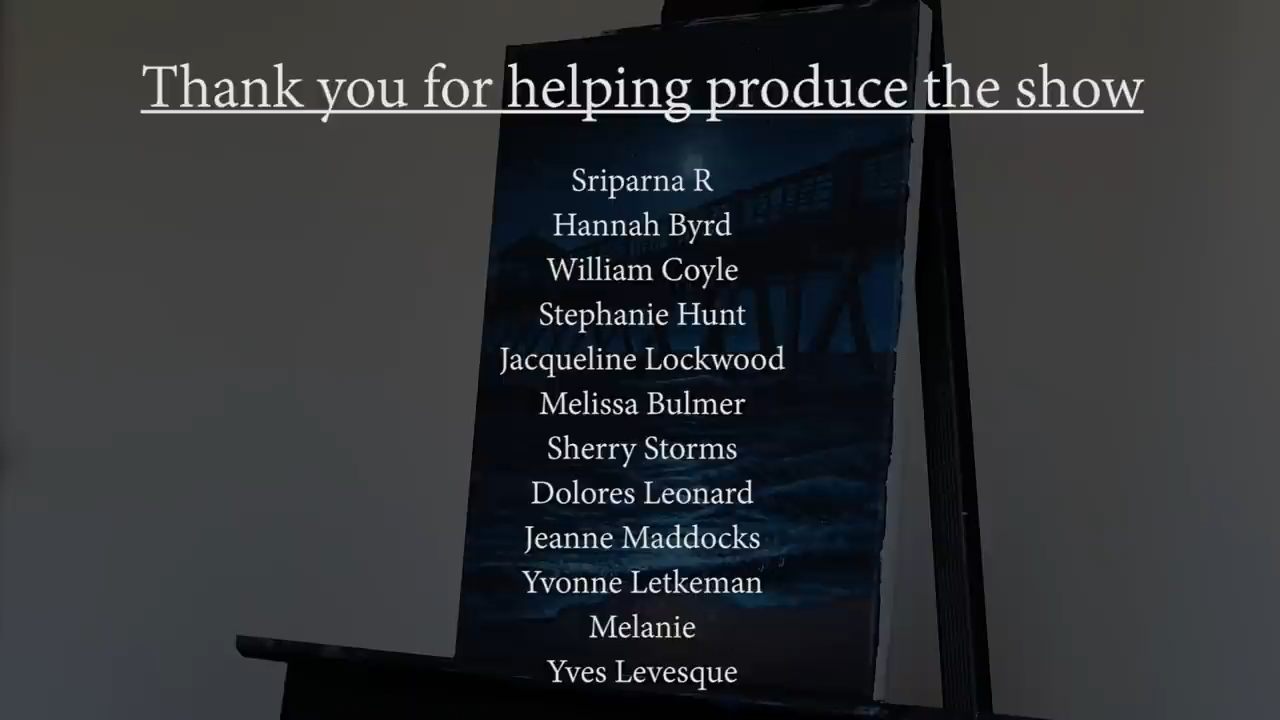 Thank you for helping produce the show
Sriparna R
Hannah Byrd
William Coyle
Stephanie Hunt
Jacqueline Lockwood
Melissa Bulmer
Sherry Storms
Dolores Leonard
Jeanne Maddocks
Yvonne Letkeman
Melanie
Yves Levesque